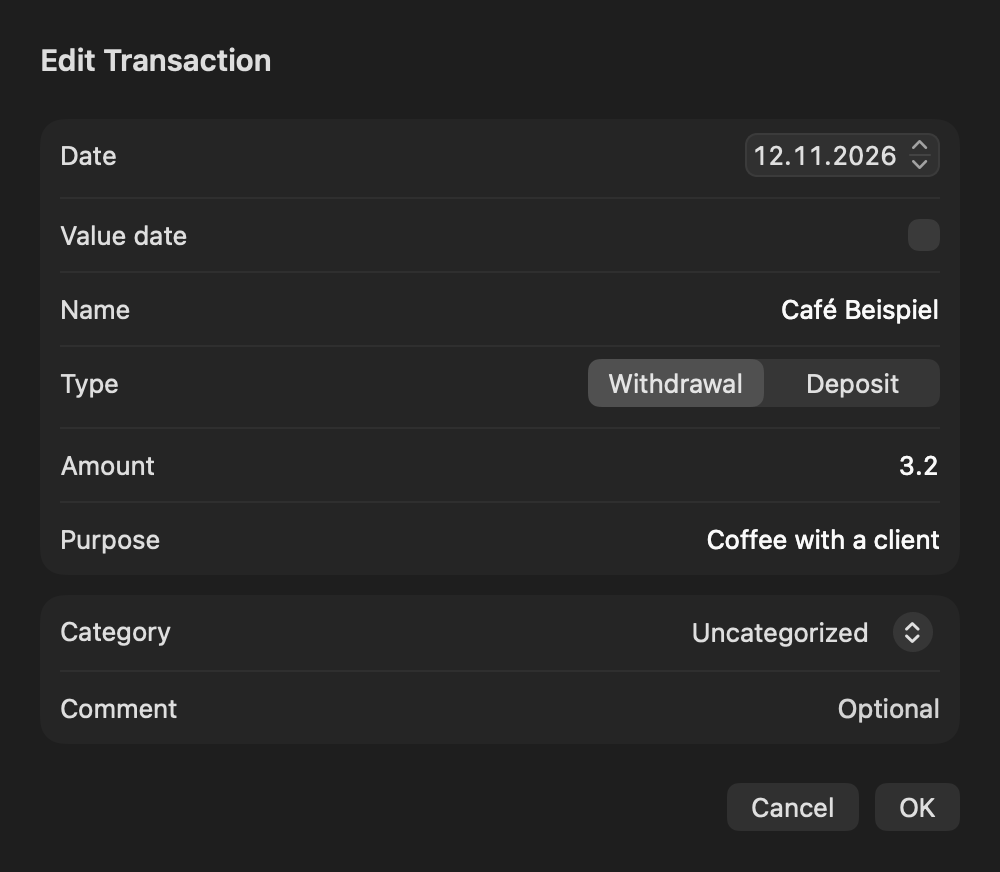 Edit Transaction
Date 12.11.2026
Value date
Name Café Beispiel
Type Withdrawal Deposit
Amount 3.2
Purpose Coffee with a client
Category Uncategorized
Comment Optional
Cancel OK